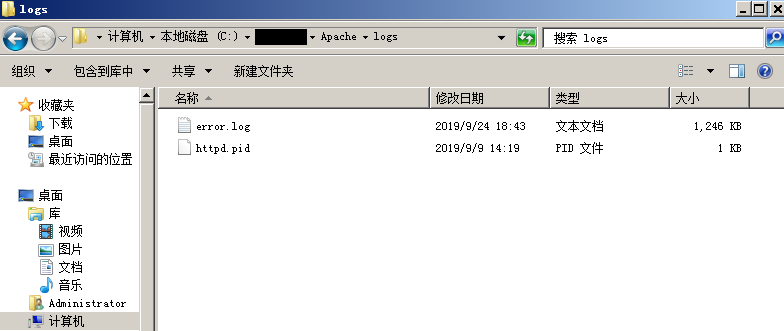 logs
计算机 本地磁盘 (C:) Apache logs
搜索 logs
组织 包含到库中 共享 新建文件夹
名称 修改日期 类型 大小
error.log 2019/9/24 18:43 文本文档 1,246 KB
httpd.pid 2019/9/9 14:19 PID 文件 1 KB
收藏夹
下载
桌面
最近访问的位置
桌面
库
视频
图片
文档
音乐
Administrator
计算机